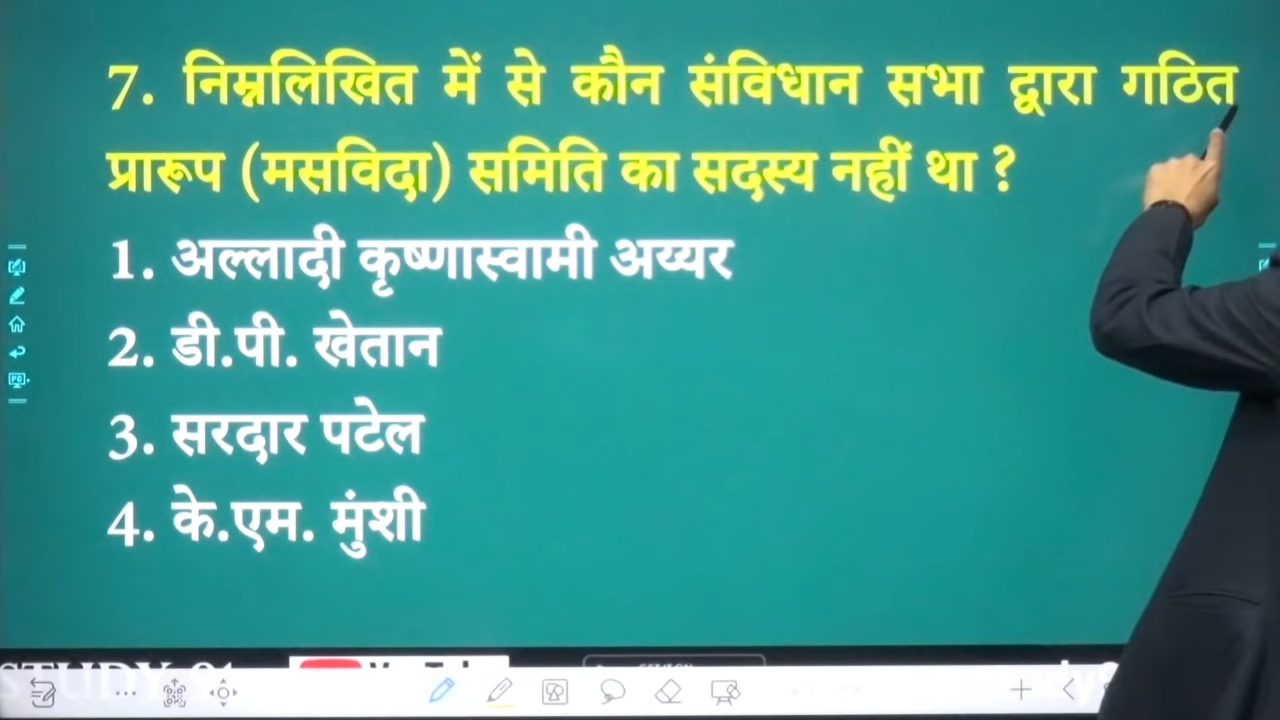 7. निम्नलिखित में से कौन संविधान सभा द्वारा गठित
प्रारूप (मसविदा) समिति का सदस्य नहीं था ?
1. अल्लादी कृष्णास्वामी अय्यर
2. डी.पी. खेतान
3. सरदार पटेल
4. के.एम. मुंशी